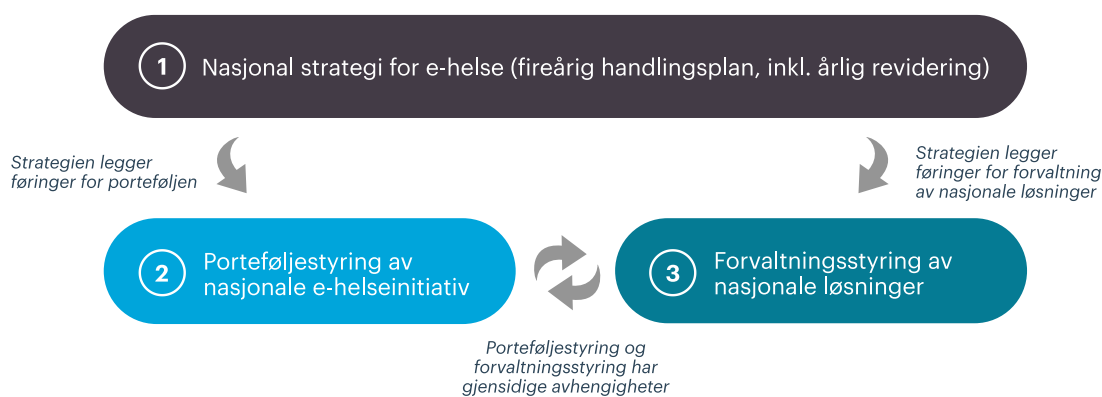 1 Nasjonal strategi for e-helse (fireårig handlingsplan, inkl. årlig revidering)
Strategien legger
føringer for porteføljen
Strategien legger
føringer for forvaltning
av nasjonale løsninger
2 Porteføljestyring av
nasjonale e-helseinitiativ
3 Forvaltningsstyring av
nasjonale løsninger
Porteføljestyring og
forvaltningsstyring har
gjensidige avhengigheter